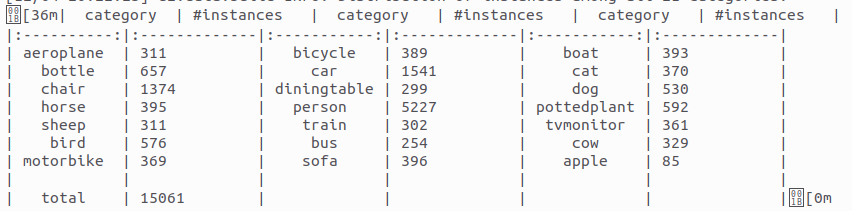 [36m| category | #instances | category | #instances | category | #instances |
|:----------:|:-------------|:-----------:|:-------------|:-----------:|:-------------|
| aeroplane | 311 | bicycle | 389 | boat | 393 |
| bottle | 657 | car | 1541 | cat | 370 |
| chair | 1374 | diningtable | 299 | dog | 530 |
| horse | 395 | person | 5227 | pottedplant | 592 |
| sheep | 311 | train | 302 | tvmonitor | 361 |
| bird | 576 | bus | 254 | cow | 329 |
| motorbike | 369 | sofa | 396 | apple | 85 |
| | | | | | |
| total | 15061 | | | | |[0m